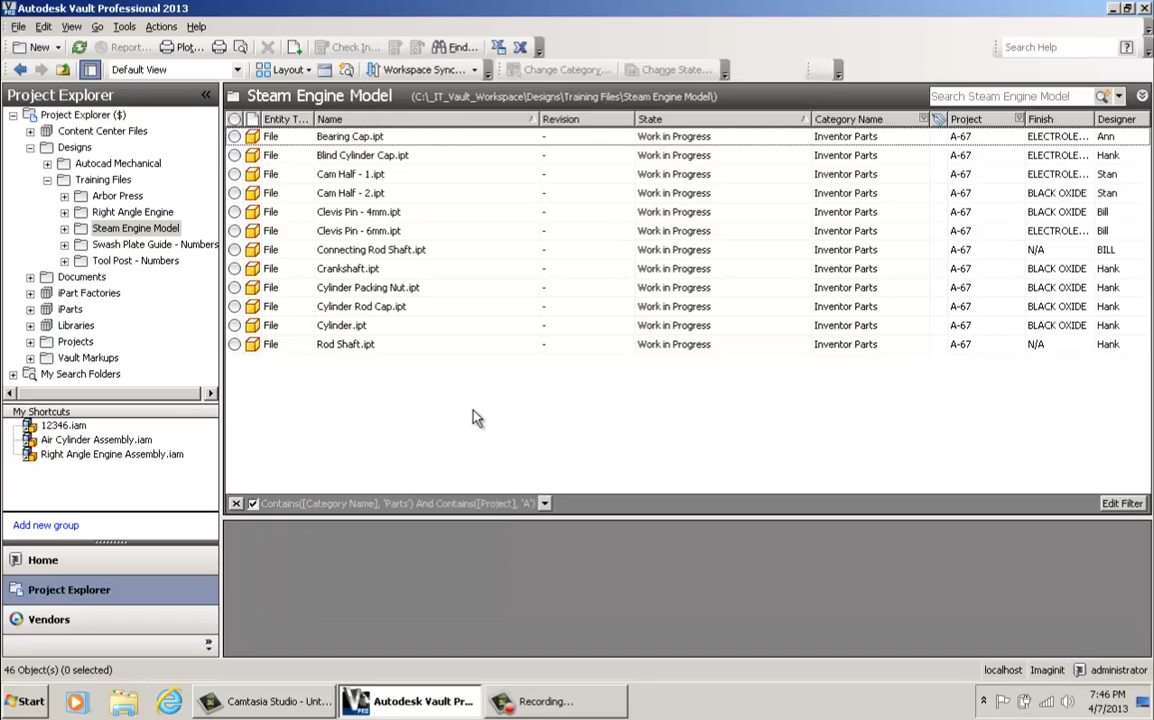 Autodesk Vault Professional 2013
File Edit View Go Tools Actions Help
New Report... Plot... Check In... Find... Search Help
Default View Layout Workspace Sync... Change Category... Change State...
Project Explorer
Project Explorer ($)
Content Center Files
Designs
Autocad Mechanical
Training Files
Arbor Press
Right Angle Engine
Steam Engine Model
Swash Plate Guide - Numbers
Tool Post - Numbers
Documents
iPart Factories
iParts
Libraries
Projects
Vault Markups
My Search Folders
My Shortcuts
12346.iam
Air Cylinder Assembly.iam
Right Angle Engine Assembly.iam
Add new group
Home
Project Explorer
Vendors
Steam Engine Model (C:\_IT_Vault_Workspace\Designs\Training Files\Steam Engine Model\) Search Steam Engine Model
Entity T... Name Revision State Category Name Project Finish Designer
File Bearing Cap.ipt - Work in Progress Inventor Parts A-67 ELECTROLE... Ann
File Blind Cylinder Cap.ipt - Work in Progress Inventor Parts A-67 ELECTROLE... Hank
File Cam Half - 1.ipt - Work in Progress Inventor Parts A-67 ELECTROLE... Stan
File Cam Half - 2.ipt - Work in Progress Inventor Parts A-67 BLACK OXIDE Stan
File Clevis Pin - 4mm.ipt - Work in Progress Inventor Parts A-67 BLACK OXIDE Bill
File Clevis Pin - 6mm.ipt - Work in Progress Inventor Parts A-67 ELECTROLE... Bill
File Connecting Rod Shaft.ipt - Work in Progress Inventor Parts A-67 N/A BILL
File Crankshaft.ipt - Work in Progress Inventor Parts A-67 BLACK OXIDE Hank
File Cylinder Packing Nut.ipt - Work in Progress Inventor Parts A-67 BLACK OXIDE Hank
File Cylinder Rod Cap.ipt - Work in Progress Inventor Parts A-67 BLACK OXIDE Hank
File Cylinder.ipt - Work in Progress Inventor Parts A-67 BLACK OXIDE Hank
File Rod Shaft.ipt - Work in Progress Inventor Parts A-67 N/A Hank
Contains([Category Name], 'Parts') And Contains([Project], 'A') Edit Filter
46 Object(s) (0 selected) localhost Imaginit administrator
Start Camtasia Studio - Unt... Autodesk Vault Pr... Recording... 7:46 PM
4/7/2013